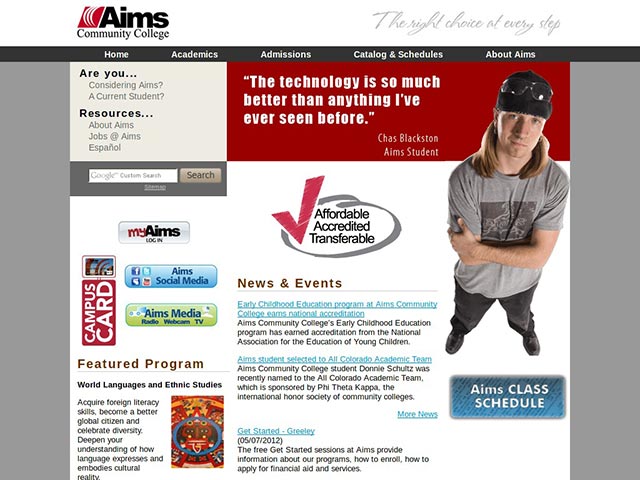 Aims
Community College
The right choice at every step
Home Academics Admissions Catalog & Schedules About Aims
Are you...
Considering Aims?
A Current Student?
Resources...
About Aims
Jobs @ Aims
Español
Google™ Custom Search
Search
Sitemap
“The technology is so much
better than anything I’ve
ever seen before.”
Chas Blackston
Aims Student
myAims
LOG IN
CAMPUS
CARD
Aims
Social Media
Aims Media
Radio Webcam TV
Affordable
Accredited
Transferable
Featured Program
World Languages and Ethnic Studies
Acquire foreign literacy
skills, become a better
global citizen and
celebrate diversity.
Deepen your
understanding of how
language expresses and
embodies cultural
reality.
News & Events
Early Childhood Education program at Aims Community
College earns national accreditation
Aims Community College's Early Childhood Education
program has earned accreditation from the National
Association for the Education of Young Children.
Aims student selected to All Colorado Academic Team
Aims Community College student Donnie Schultz was
recently named to the All Colorado Academic Team,
which is sponsored by Phi Theta Kappa, the
international honor society of community colleges.
More News
Get Started - Greeley
(05/07/2012)
The free Get Started sessions at Aims provide
information about our programs, how to enroll, how to
apply for financial aid and services.
Aims CLASS
SCHEDULE